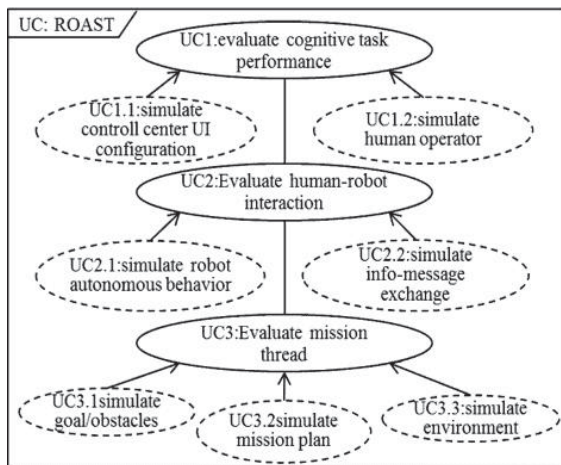 UC: ROAST
UC1:evaluate cognitive task
performance
UC1.1:simulate
controll center UI
configuration
UC1.2:simulate
human operator
UC2:Evaluate human-robot
interaction
UC2.1:simulate robot
autonomous behavior
UC2.2:simulate
info-message
exchange
UC3:Evaluate mission
thread
UC3.1simulate
goal/obstacles
UC3.2simulate
mission plan
UC3.3:simulate
environment